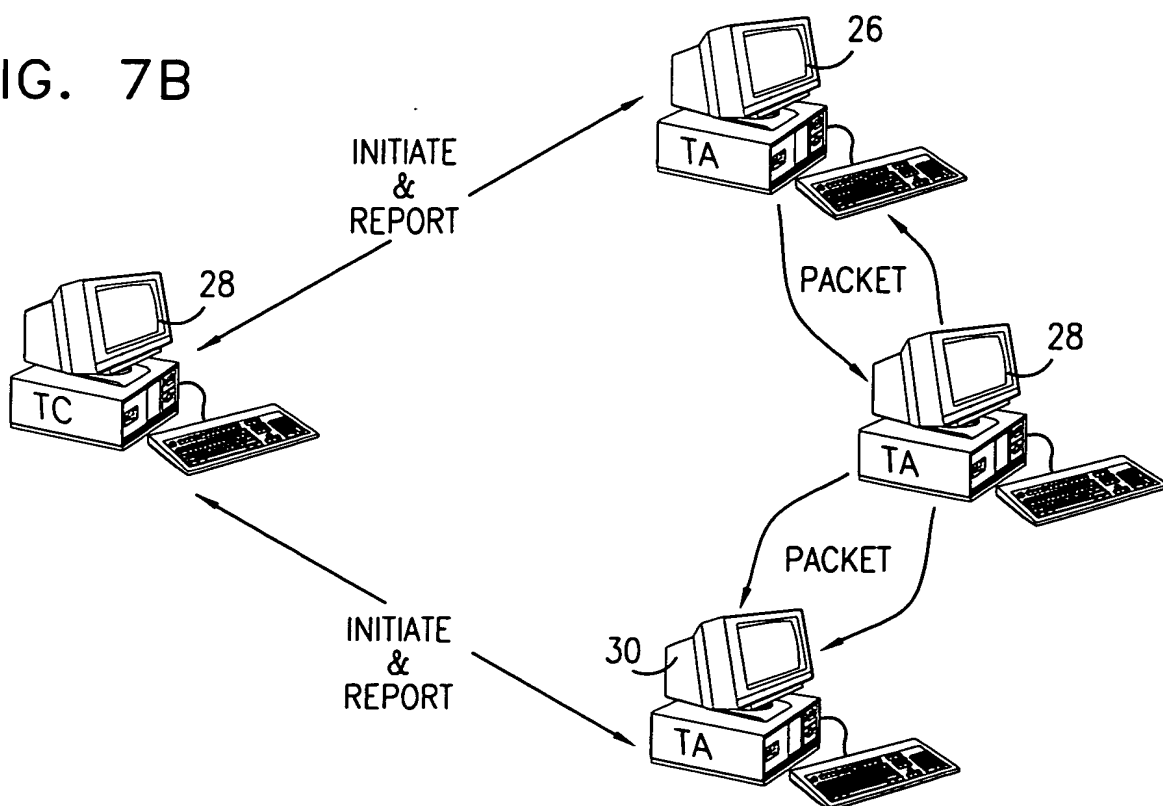 IG. 7B
26
TA
INITIATE
&
REPORT
28
TC
PACKET
28
TA
PACKET
INITIATE
&
REPORT
30
TA